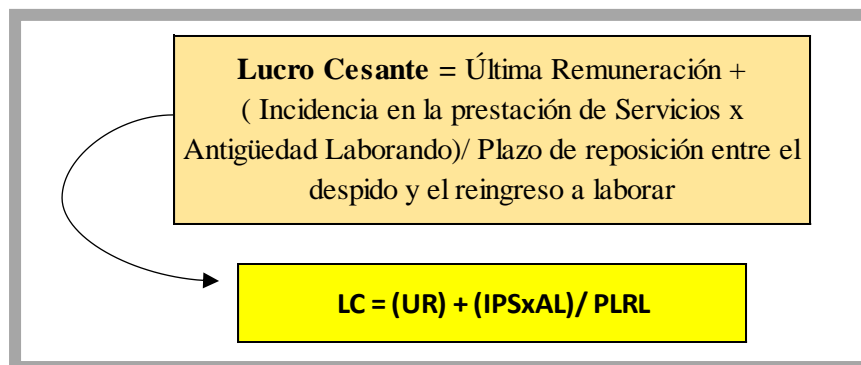 Lucro Cesante = Última Remuneración +
( Incidencia en la prestación de Servicios x
Antigüedad Laborando)/ Plazo de reposición entre el
despido y el reingreso a laborar
LC = (UR) + (IPSxAL)/ PLRL